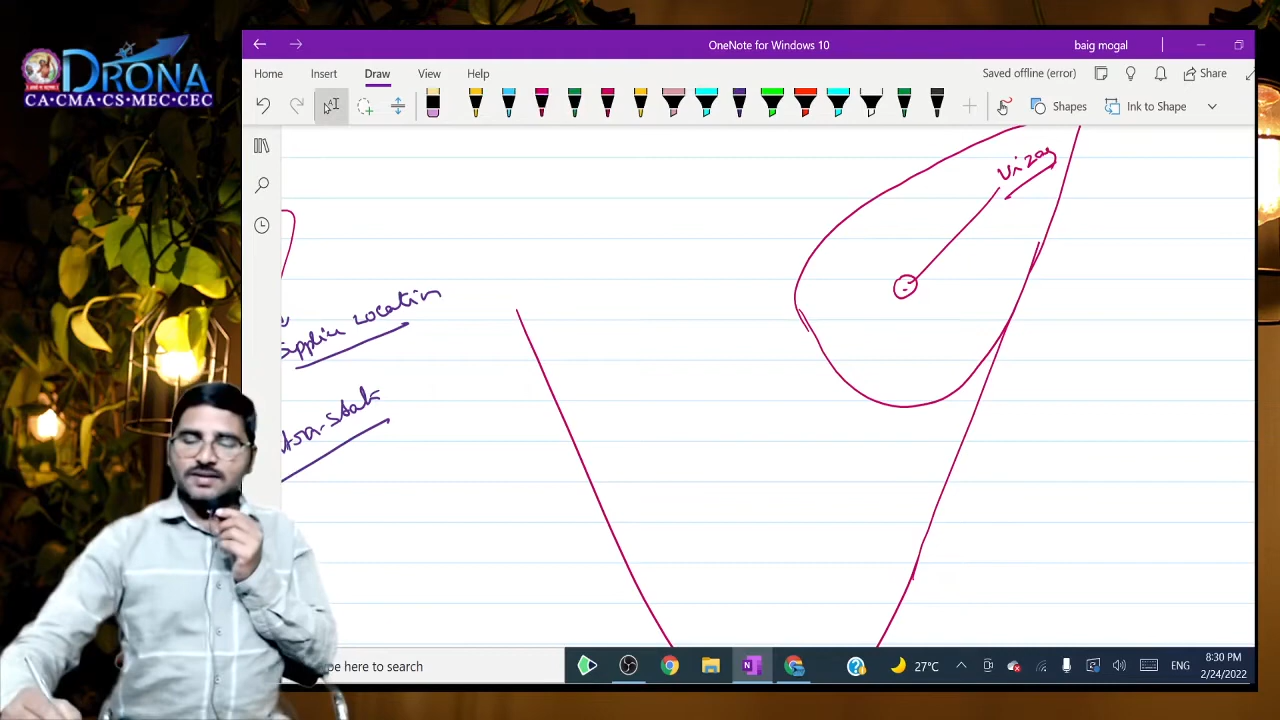 DRONA
CA•CMA•CS•MEC•CEC
OneNote for Windows 10
baig mogal
Home Insert Draw View Help
Saved offline (error)
Share
Shapes
Ink to Shape
Vizag
Location
pe here to search
27°C
ENG
8:30 PM
2/24/2022